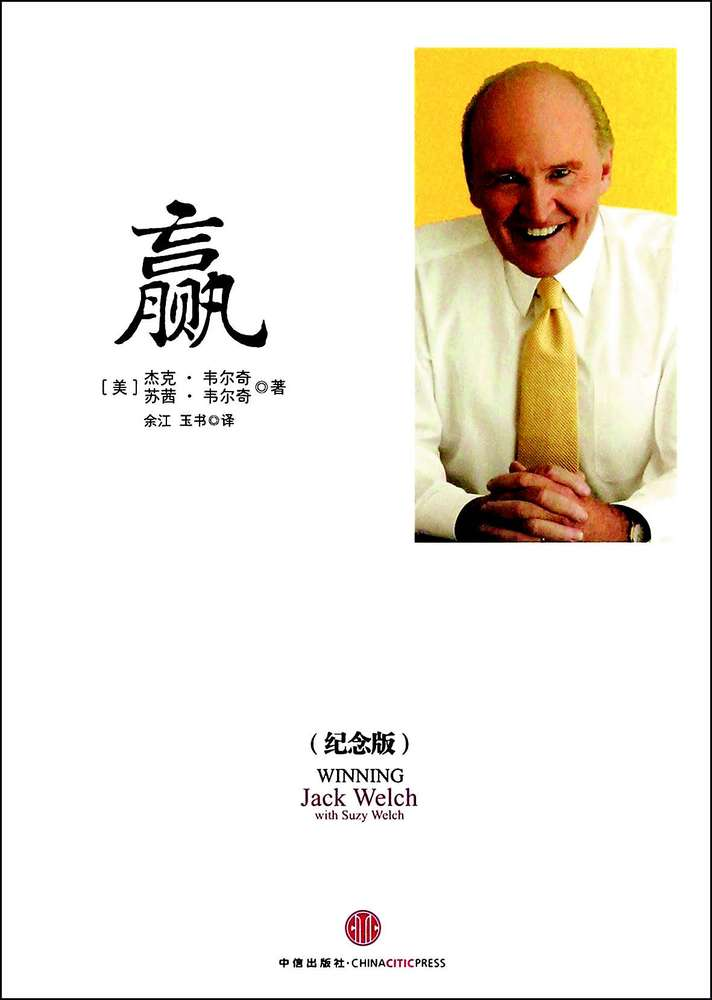 赢
[美] 杰克·韦尔奇
苏茜·韦尔奇 ◎著
余江 玉书◎译
(纪念版)
WINNING
Jack Welch
with Suzy Welch
中信出版社·CHINACITICPRESS